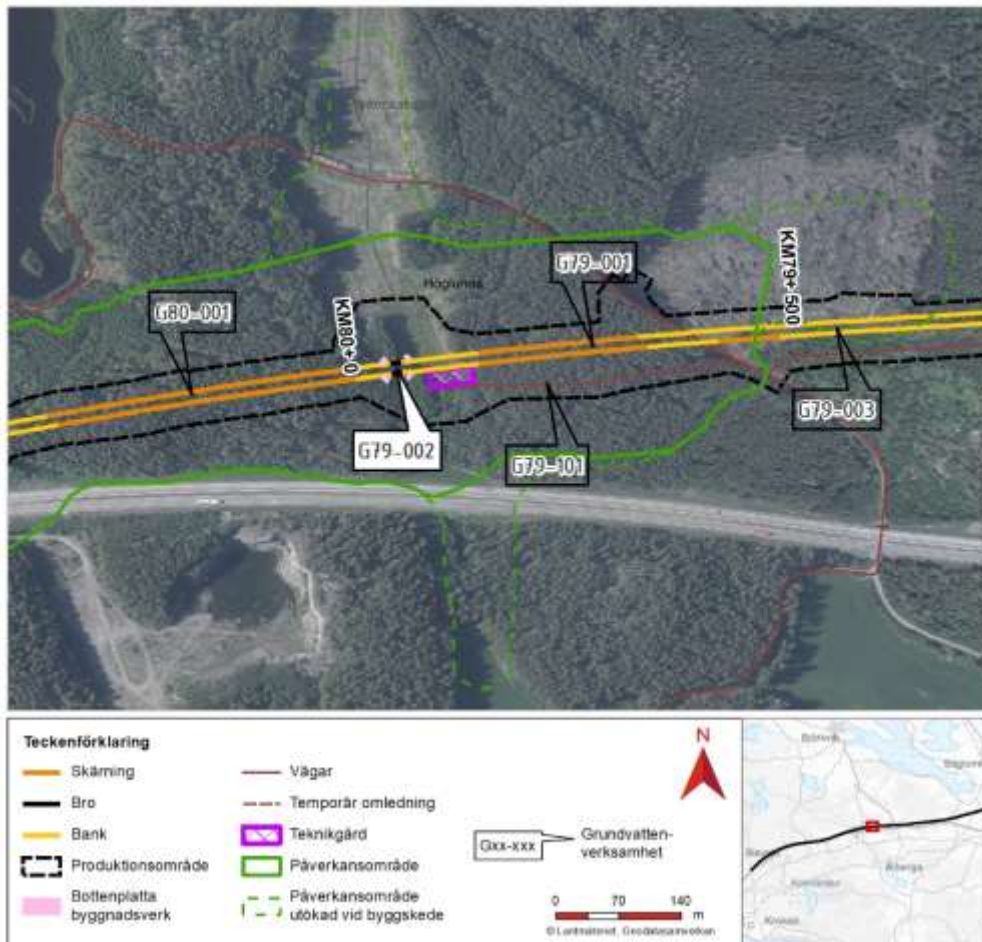 Höglunda
G79-001
KM79+500
G80-001
KM80+0
G79-003
G79-002
G79-101
Teckenförklaring
Skärning
Bro
Bank
Produktionsområde
Bottenplatta
byggnadsverk
Vägar
Temporär omledning
Teknikgård
Påverkansområde
Påverkansområde
utökad vid byggskede
Gxx-xxx
Grundvatten-
verksamhet
N
0 70 140
m
© Lantmäteriet, Geodatasamverkan
Björnvik
Ålberga